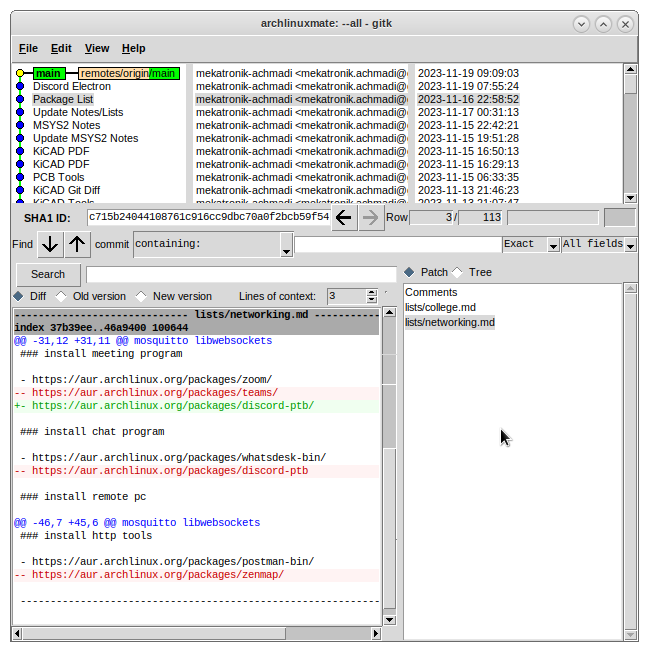 archlinuxmate: --all - gitk
File Edit View Help
main remotes/origin/main mekatronik-achmadi <mekatronik.achmadi@ 2023-11-19 09:09:03
Discord Electron mekatronik-achmadi <mekatronik.achmadi@ 2023-11-19 07:55:24
Package List mekatronik-achmadi <mekatronik.achmadi@ 2023-11-16 22:58:52
Update Notes/Lists mekatronik-achmadi <mekatronik.achmadi@ 2023-11-17 00:31:13
MSYS2 Notes mekatronik-achmadi <mekatronik.achmadi@ 2023-11-15 22:42:21
Update MSYS2 Notes mekatronik-achmadi <mekatronik.achmadi@ 2023-11-15 19:51:28
KiCAD PDF mekatronik-achmadi <mekatronik.achmadi@ 2023-11-15 16:50:13
KiCAD PDF mekatronik-achmadi <mekatronik.achmadi@ 2023-11-15 16:29:13
PCB Tools mekatronik-achmadi <mekatronik.achmadi@ 2023-11-15 06:33:35
KiCAD Git Diff mekatronik-achmadi <mekatronik.achmadi@ 2023-11-13 21:46:23
KiCAD Tools mekatronik-achmadi <mekatronik.achmadi@ 2023-11-13 21:07:47
SHA1 ID: c715b24044108761c916cc9dbc70a0f2bcb59f54 Row 3 / 113
Find commit containing: Exact All fields
Search
Patch Tree
Diff Old version New version Lines of context: 3
Comments
lists/college.md
lists/networking.md
---------------------------- lists/networking.md -----------
index 37b39ee..46a9400 100644
@@ -31,12 +31,11 @@ mosquitto libwebsockets
 ### install meeting program
 - https://aur.archlinux.org/packages/zoom/
-- https://aur.archlinux.org/packages/teams/
+- https://aur.archlinux.org/packages/discord-ptb/
 ### install chat program
 - https://aur.archlinux.org/packages/whatsdesk-bin/
-- https://aur.archlinux.org/packages/discord-ptb
 ### install remote pc
@@ -46,7 +45,6 @@ mosquitto libwebsockets
 ### install http tools
 - https://aur.archlinux.org/packages/postman-bin/
-- https://aur.archlinux.org/packages/zenmap/
 ---------------------------------------------------------